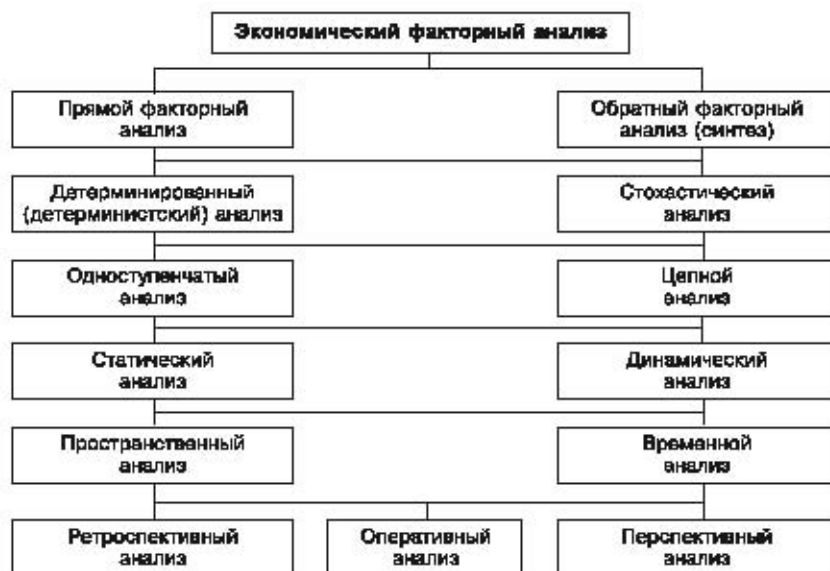 Экономический факторный анализ
Прямой факторный
анализ
Обратный факторный
анализ (синтез)
Детерминированный
(детерминистский) анализ
Стохастический
анализ
Одноступенчатый
анализ
Цепной
анализ
Статический
анализ
Динамический
анализ
Пространственный
анализ
Временной
анализ
Ретроспективный
анализ
Оперативный
анализ
Перспективный
анализ